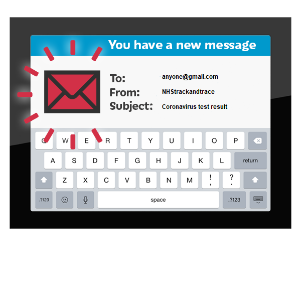 You have a new message
To: anyone@gmail.com
From: NHStrackandtrace
Subject: Coronavirus test result
Q W E R T Y U I O P
A S D F G H J K L return
Z X C V B N M ! , ? .
.?123 space .?123